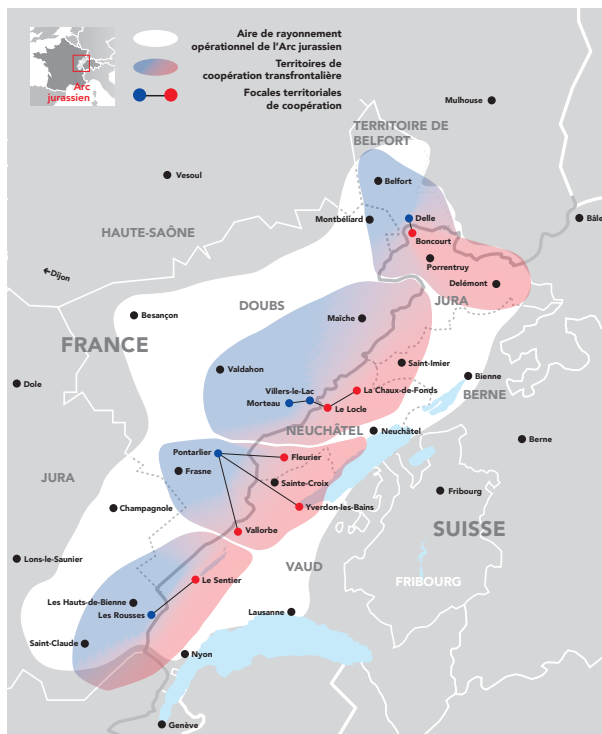 Aire de rayonnement
opérationnel de l'Arc jurassien
Territoires de
coopération transfrontalière
Focales territoriales
de coopération
Arc
jurassien
Mulhouse
TERRITOIRE DE
BELFORT
Vesoul
Belfort
Montbéliard
Delle
Bâle
HAUTE-SAÔNE
Boncourt
Porrentruy
←Dijon
Delémont
JURA
DOUBS
Besançon
Maîche
FRANCE
Saint-Imier
Valdahon
Bienne
Dole
Villers-le-Lac
La Chaux-de-Fonds
BERNE
Morteau
Le Locle
NEUCHÂTEL
Neuchâtel
Berne
Pontarlier
Fleurier
Frasne
JURA
Sainte-Croix
Fribourg
Champagnole
Yverdon-les-Bains
SUISSE
Vallorbe
Lons-le-Saunier
VAUD
Le Sentier
FRIBOURG
Les Hauts-de-Bienne
Les Rousses
Lausanne
Saint-Claude
Nyon
Genève